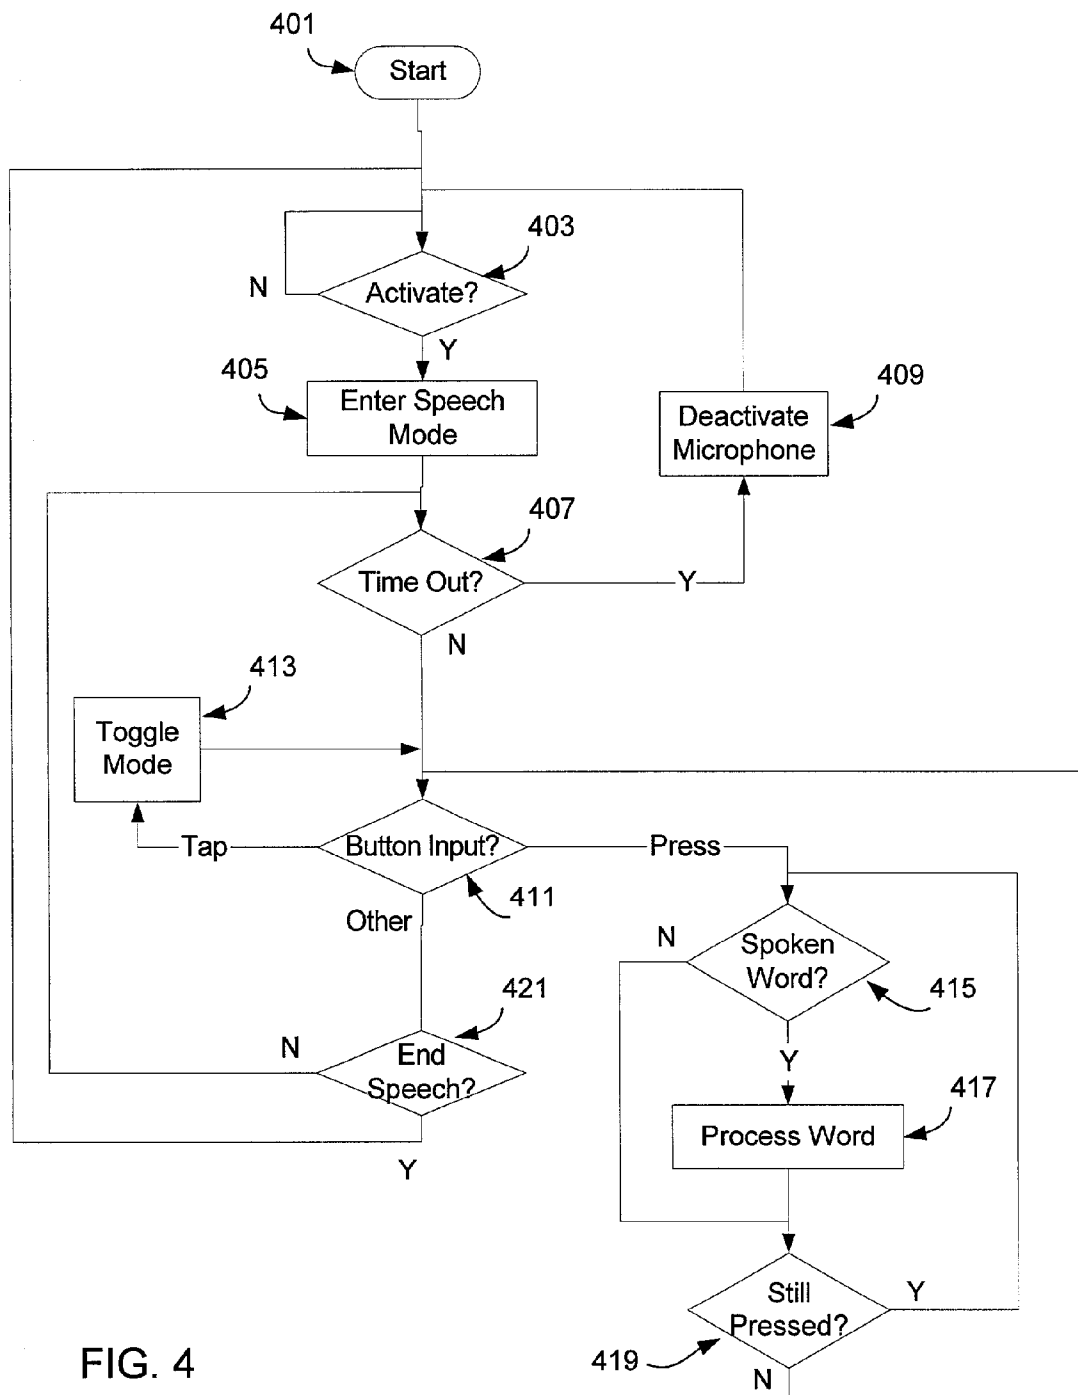 401
Start
403
Activate?
N
Y
405
Enter Speech
Mode
409
Deactivate
Microphone
407
Time Out?
Y
N
413
Toggle
Mode
Tap
Button Input?
Press
411
Other
N
Spoken
Word?
415
421
N
End
Speech?
Y
Y
417
Process Word
Still
Pressed?
Y
419
N
FIG. 4